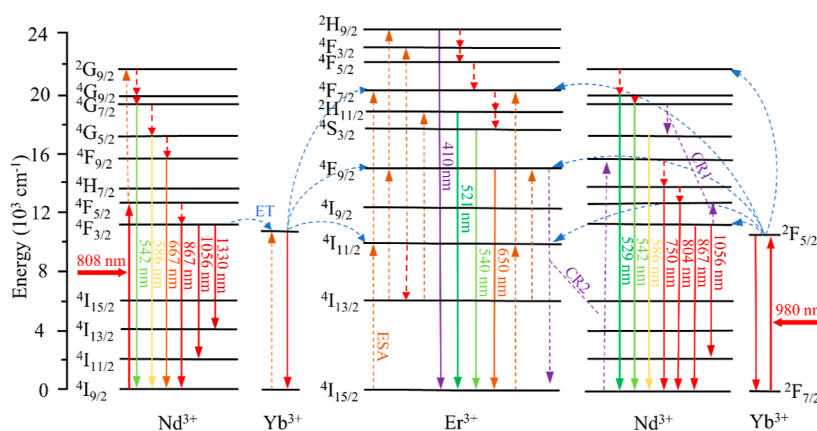 Energy (10³ cm⁻¹)
24
20
16
12
8
4
0
²G₉/₂
⁴G₉/₂
⁴G₇/₂
⁴G₅/₂
⁴F₉/₂
⁴H₇/₂
⁴F₅/₂
⁴F₃/₂
⁴I₁₅/₂
⁴I₁₃/₂
⁴I₁₁/₂
⁴I₉/₂
808 nm
542 nm
586 nm
667 nm
867 nm
1056 nm
1330 nm
ET
Nd³⁺
Yb³⁺
²H₉/₂
⁴F₃/₂
⁴F₅/₂
⁴F₇/₂
²H₁₁/₂
⁴S₃/₂
⁴F₉/₂
⁴I₉/₂
⁴I₁₁/₂
⁴I₁₃/₂
⁴I₁₅/₂
ESA
410 nm
521 nm
540 nm
650 nm
CR2
Er³⁺
CR1
529 nm
542 nm
586 nm
750 nm
804 nm
867 nm
1056 nm
Nd³⁺
²F₅/₂
980 nm
²F₇/₂
Yb³⁺